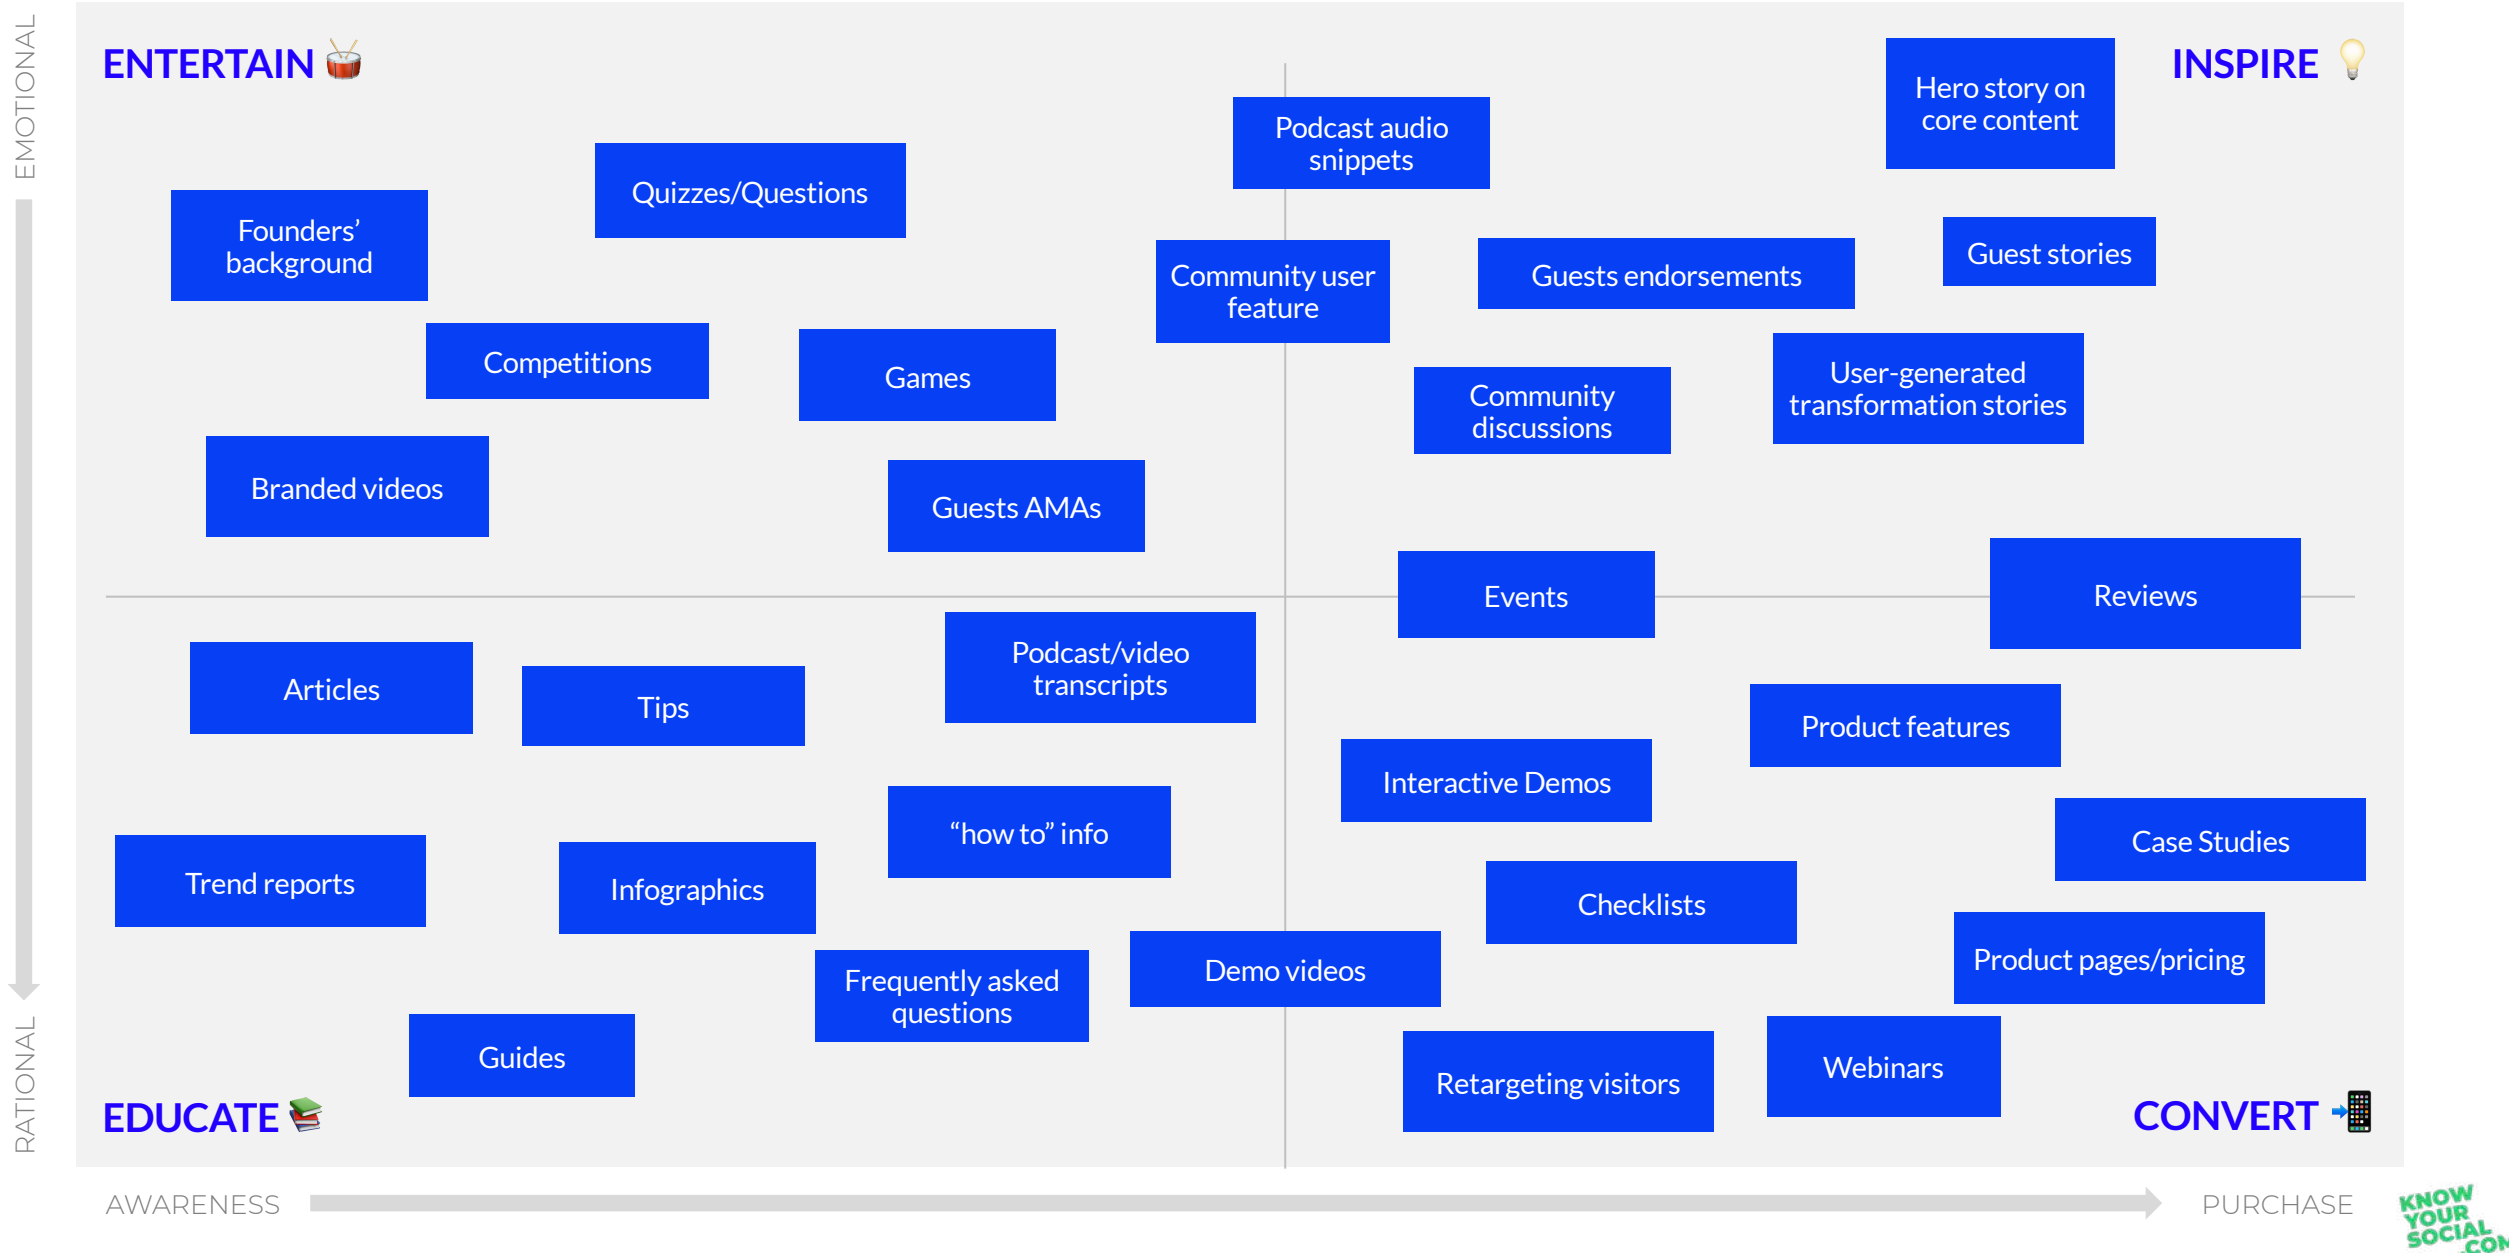 EMOTIONAL
RATIONAL
ENTERTAIN
INSPIRE
Hero story on
core content
Podcast audio
snippets
Quizzes/Questions
Founders’
background
Community user
feature
Guests endorsements
Guest stories
Competitions
Games
Community
discussions
User-generated
transformation stories
Branded videos
Guests AMAs
Events
Reviews
Articles
Tips
Podcast/video
transcripts
Product features
Interactive Demos
“how to” info
Case Studies
Trend reports
Infographics
Checklists
Frequently asked
questions
Demo videos
Product pages/pricing
Guides
Retargeting visitors
Webinars
EDUCATE
CONVERT
AWARENESS
PURCHASE
KNOW
YOUR
SOCIAL
.COM